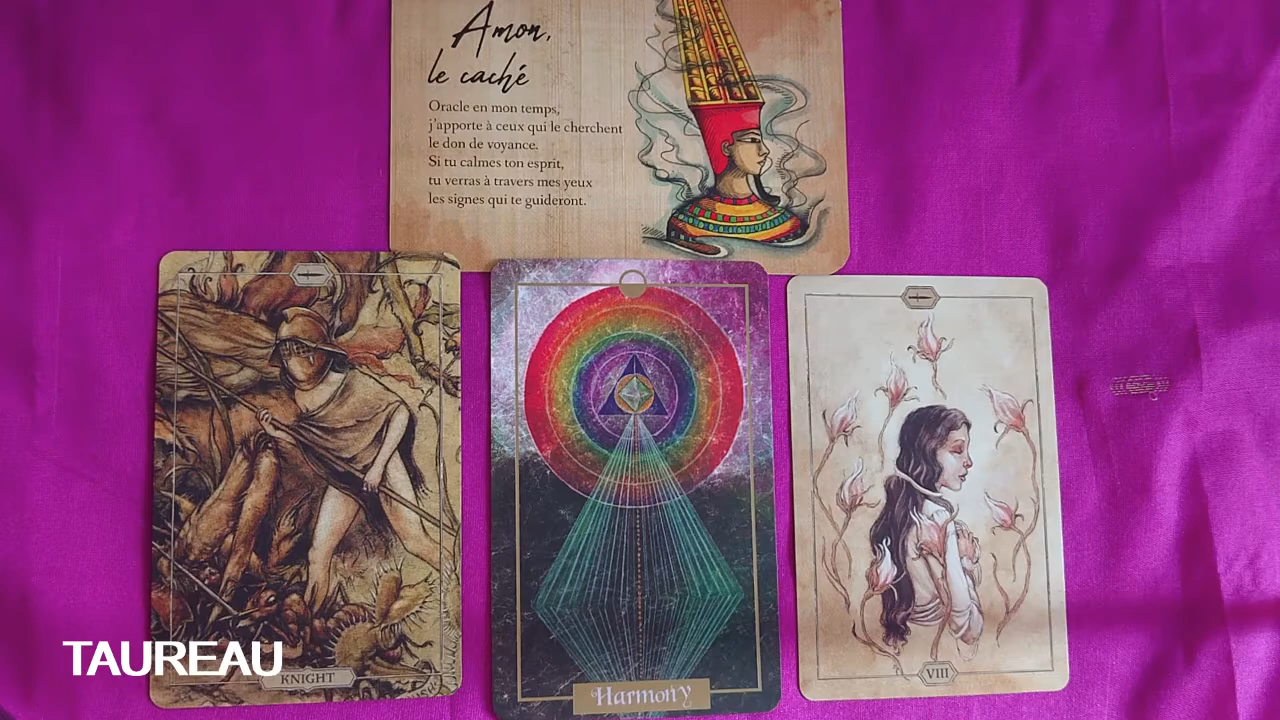 Amon,
le caché
Oracle en mon temps,
j'apporte à ceux qui le cherchent
le don de voyance.
Si tu calmes ton esprit,
tu verras à travers mes yeux
les signes qui te guideront.
KNIGHT
Harmony
VIII
TAUREAU